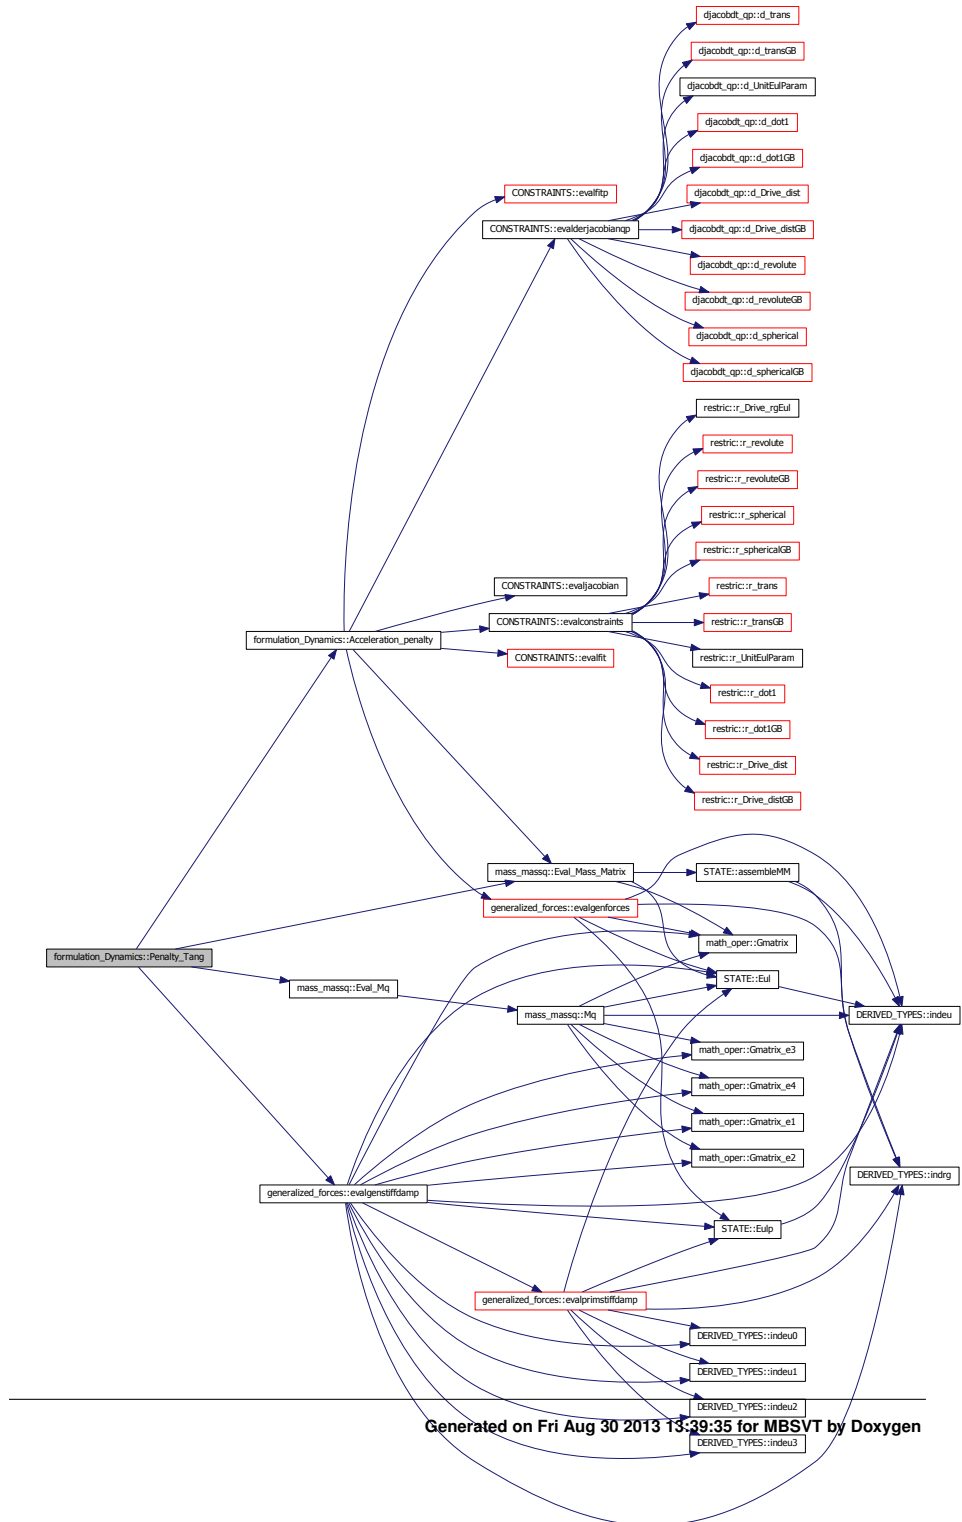 djacobdt_qp::d_trans
djacobdt_qp::d_transGB
djacobdt_qp::d_UnitEulParam
djacobdt_qp::d_dot1
djacobdt_qp::d_dot1GB
djacobdt_qp::d_Drive_dist
CONSTRAINTS::evalfitp
CONSTRAINTS::evalderjacobianqp
djacobdt_qp::d_Drive_distGB
djacobdt_qp::d_revolute
djacobdt_qp::d_revoluteGB
djacobdt_qp::d_spherical
djacobdt_qp::d_sphericalGB
restric::r_Drive_rgEul
restric::r_revolute
restric::r_revoluteGB
restric::r_spherical
restric::r_sphericalGB
CONSTRAINTS::evaljacobian
restric::r_trans
CONSTRAINTS::evalconstraints
restric::r_transGB
formulation_Dynamics::Acceleration_penalty
CONSTRAINTS::evalfit
restric::r_UnitEulParam
restric::r_dot1
restric::r_dot1GB
restric::r_Drive_dist
restric::r_Drive_distGB
mass_massq::Eval_Mass_Matrix
STATE::assembleMM
generalized_forces::evalgenforces
math_oper::Gmatrix
formulation_Dynamics::Penalty_Tang
STATE::Eul
mass_massq::Eval_Mq
mass_massq::Mq
DERIVED_TYPES::indeu
math_oper::Gmatrix_e3
math_oper::Gmatrix_e4
math_oper::Gmatrix_e1
math_oper::Gmatrix_e2
DERIVED_TYPES::indrg
generalized_forces::evalgenstiffdamp
STATE::Eulp
generalized_forces::evalprimstiffdamp
DERIVED_TYPES::indeu0
DERIVED_TYPES::indeu1
DERIVED_TYPES::indeu2
Generated on Fri Aug 30 2013 13:39:35 for MBSVT by Doxygen
DERIVED_TYPES::indeu3